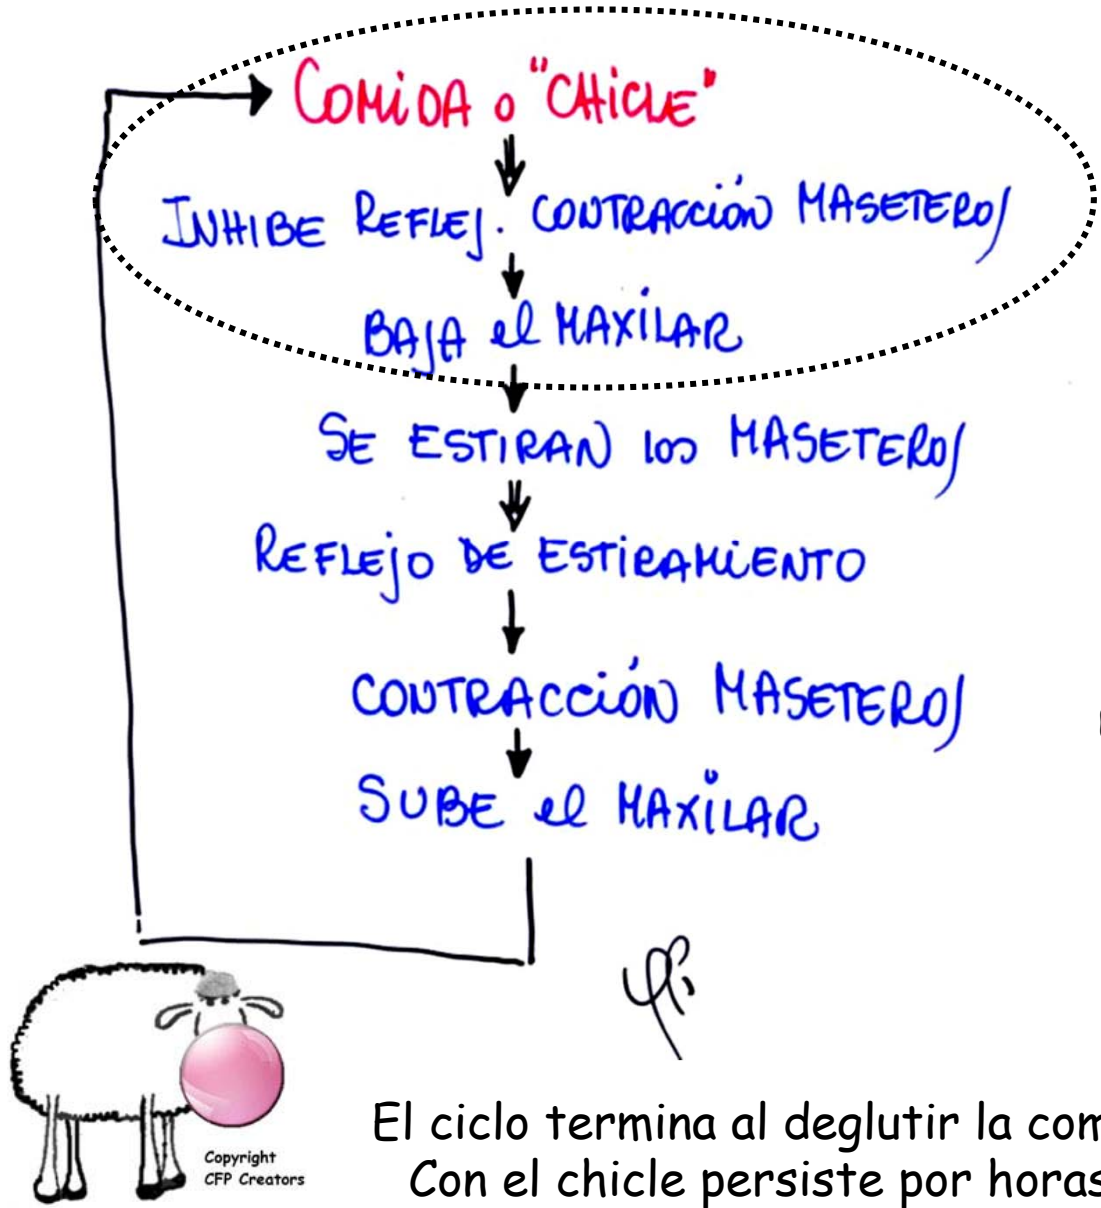 COMIDA o "CHICLE"
INHIBE REFLEJ. CONTRACCIÓN MASETEROS
BAJA el MAXILAR
SE ESTIRAN los MASETEROS
REFLEJO DE ESTIRAMIENTO
CONTRACCIÓN MASETEROS
SUBE el MAXILAR
Copyright
CFP Creators
El ciclo termina al deglutir la com
Con el chicle persiste por horas